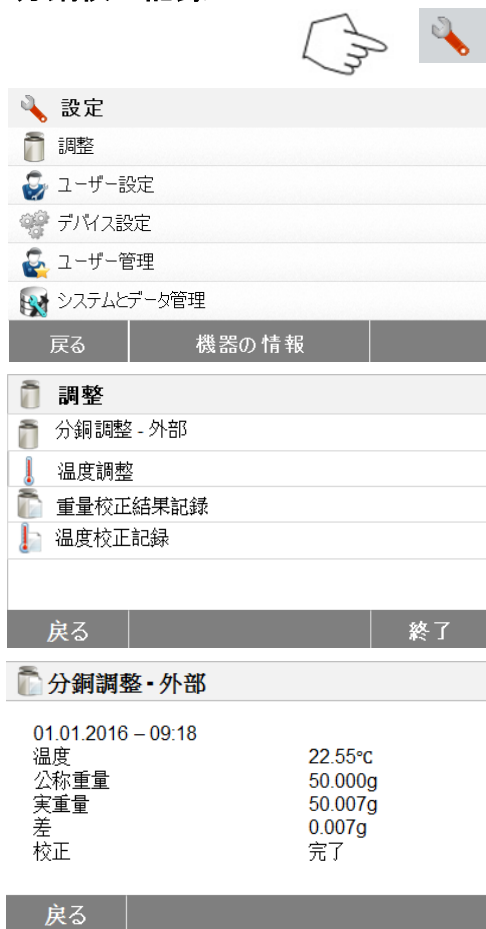 設定
調整
ユーザー設定
デバイス設定
ユーザー管理
システムとデータ管理
戻る 機器の情報
調整
分銅調整 - 外部
温度調整
重量校正結果記録
温度校正記録
戻る 終了
分銅調整 - 外部
01.01.2016 – 09:18
温度 22.55°C
公称重量 50.000g
実重量 50.007g
差 0.007g
校正 完了
戻る